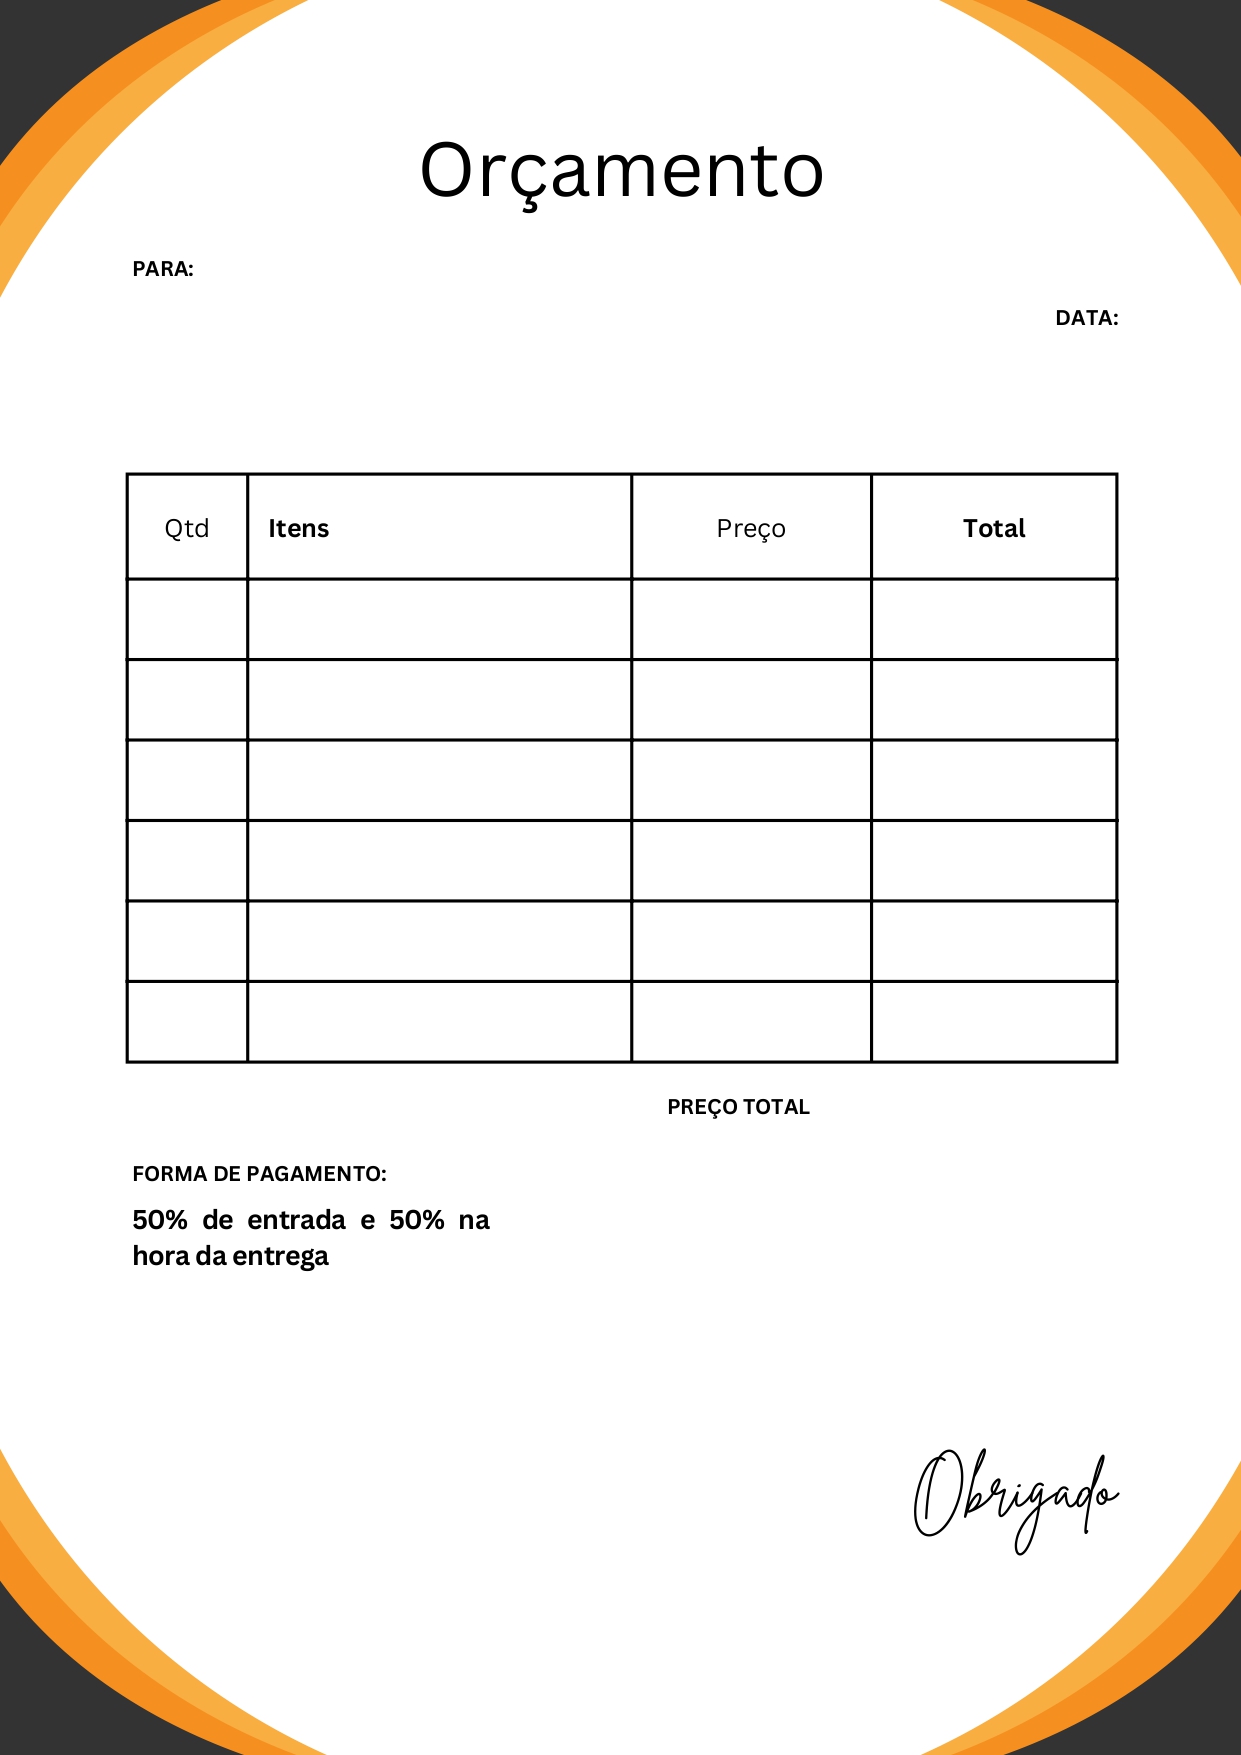 Orçamento
PARA:
DATA:
Qtd Itens Preço Total
PREÇO TOTAL
FORMA DE PAGAMENTO:
50% de entrada e 50% na
hora da entrega
Obrigado